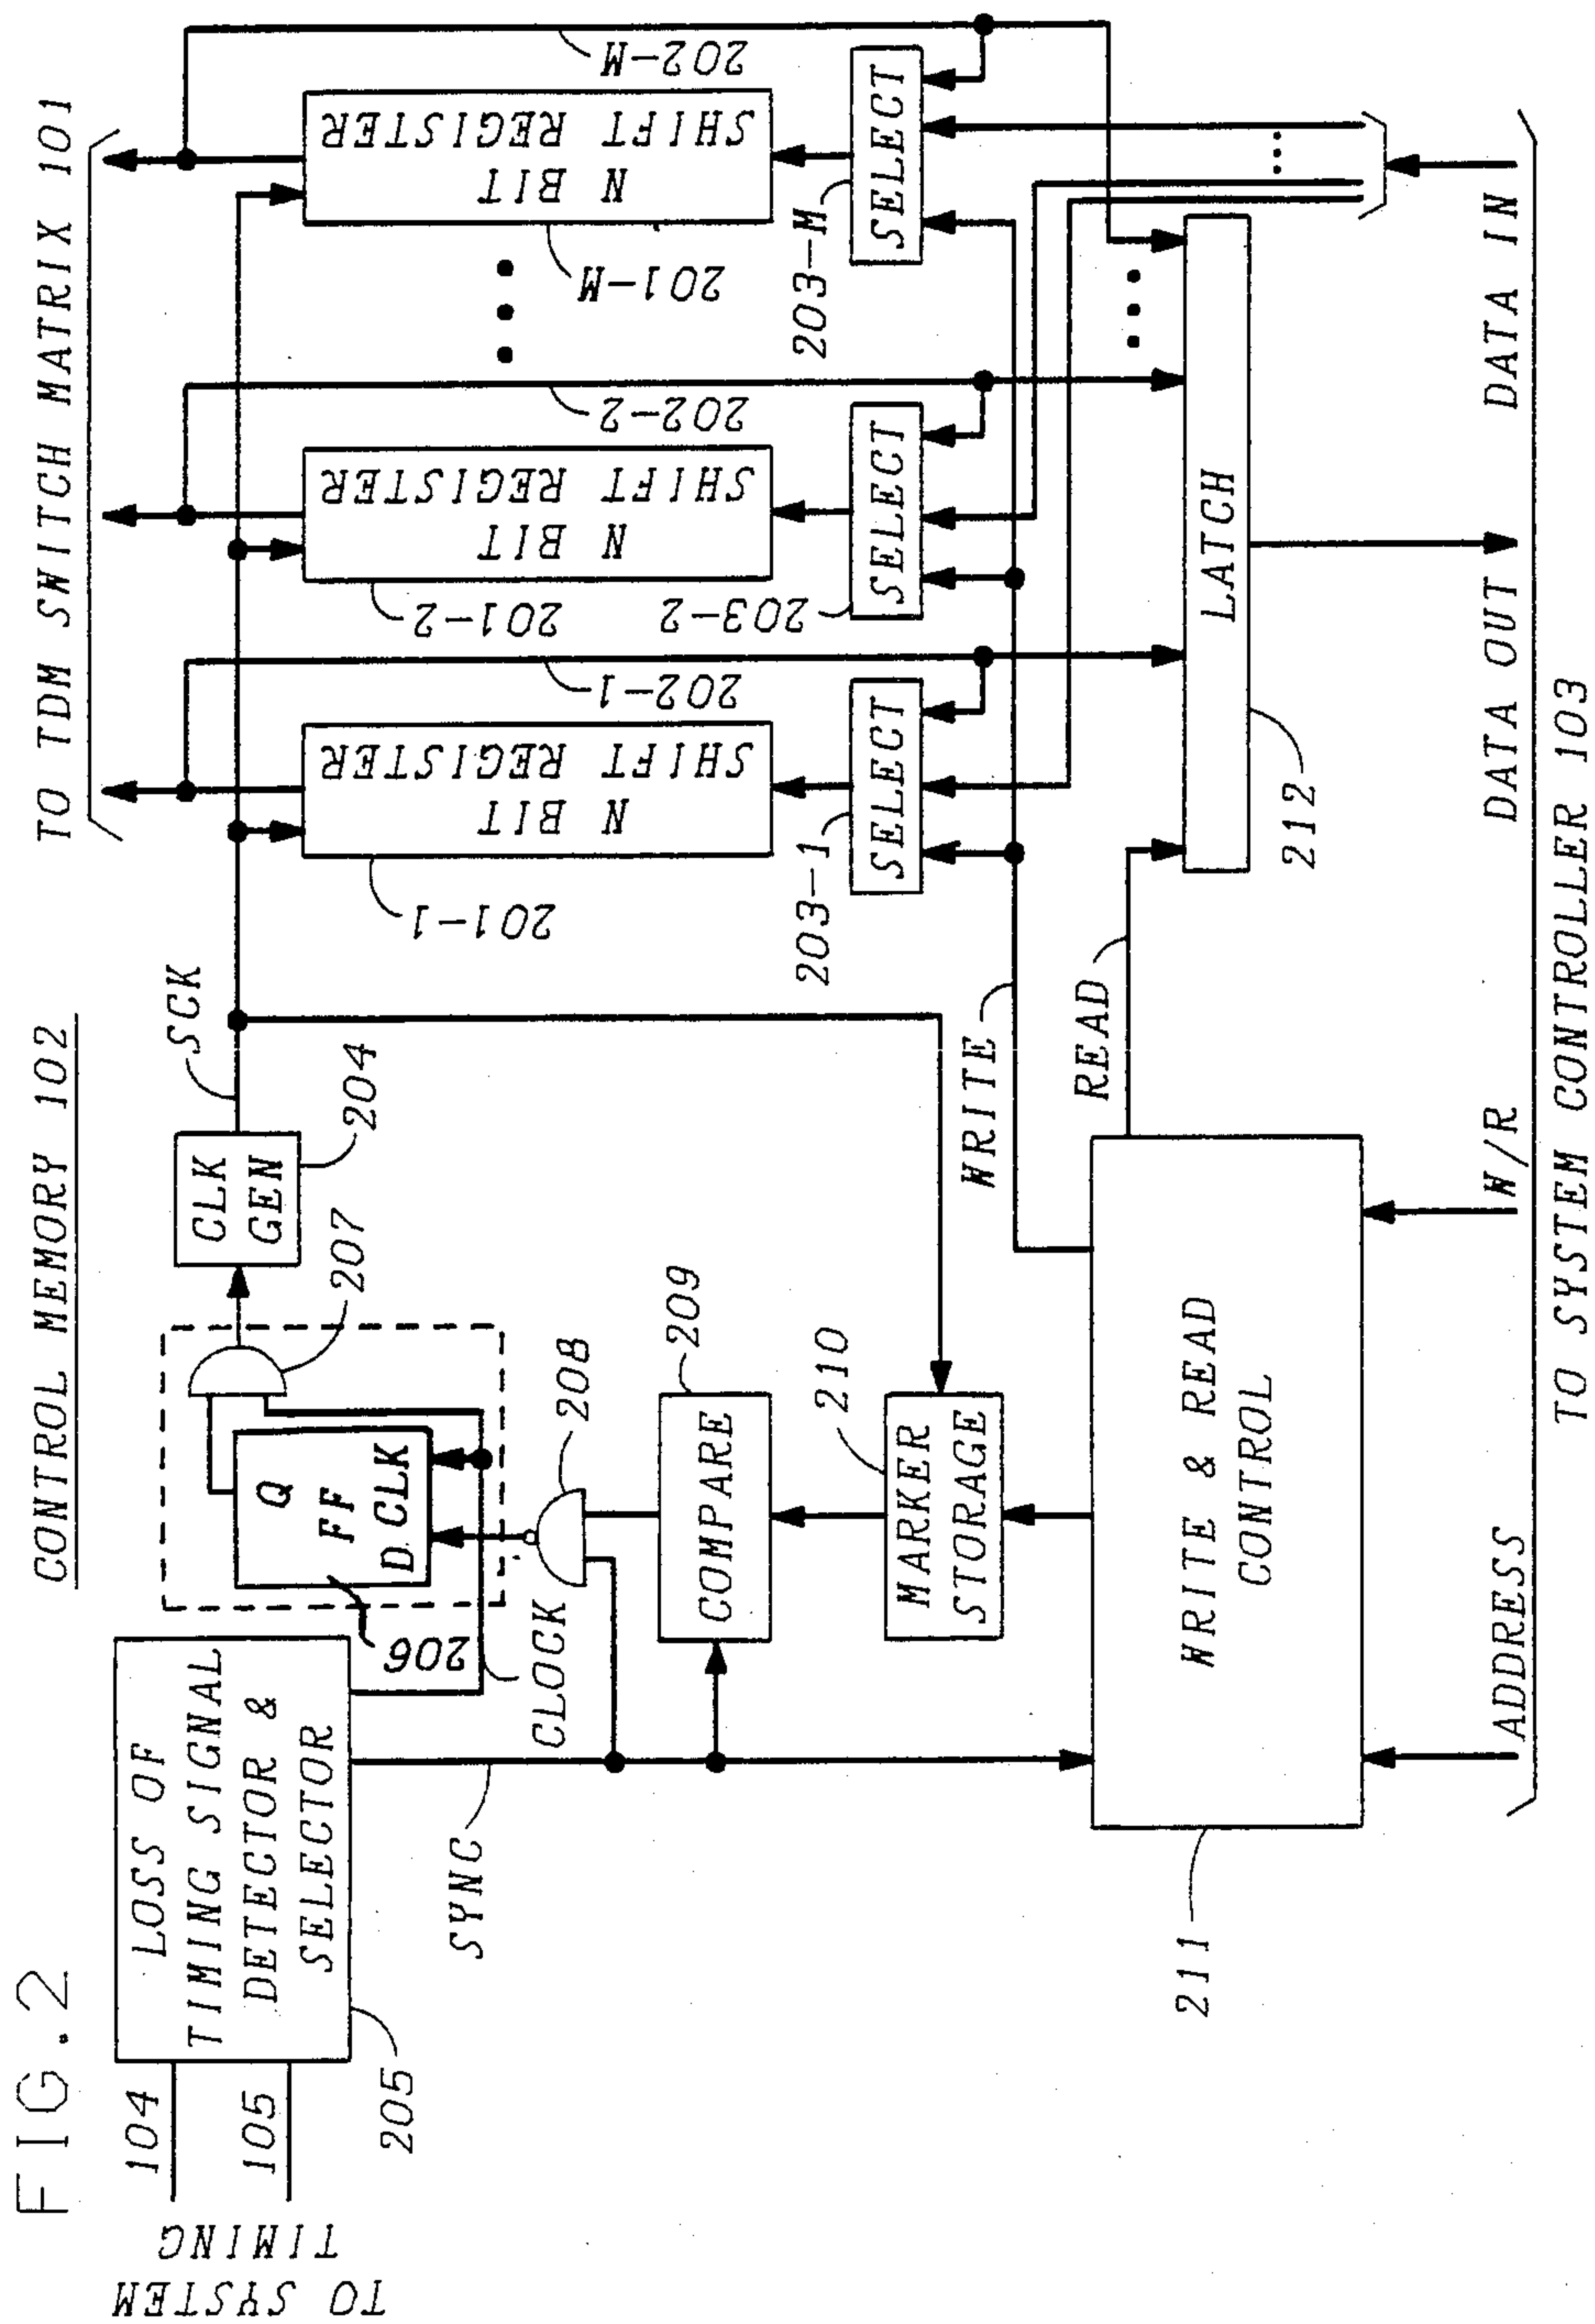 FIG. 2
CONTROL MEMORY 102
TO TDM SWITCH MATRIX 101
TO SYSTEM
TIMING
104
105
LOSS OF
TIMING SIGNAL
DETECTOR &
SELECTOR
205
SYNC
CLOCK
206
Q
FF
D CLK
207
208
CLK
GEN
204
SCK
COMPARE
209
MARKER
STORAGE
210
WRITE & READ
CONTROL
211
WRITE
READ
N BIT
SHIFT REGISTER
201-1
202-1
SELECT
203-1
N BIT
SHIFT REGISTER
201-2
202-2
SELECT
203-2
N BIT
SHIFT REGISTER
201-M
202-M
SELECT
203-M
LATCH
212
ADDRESS
W/R
DATA OUT
DATA IN
TO SYSTEM CONTROLLER 103